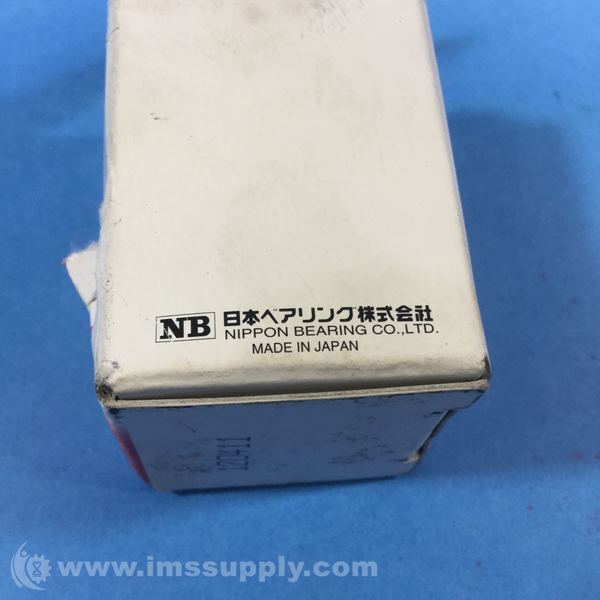 NB 日本ベアリング株式会社
NIPPON BEARING CO.,LTD.
MADE IN JAPAN
120411
www.imssupply.com